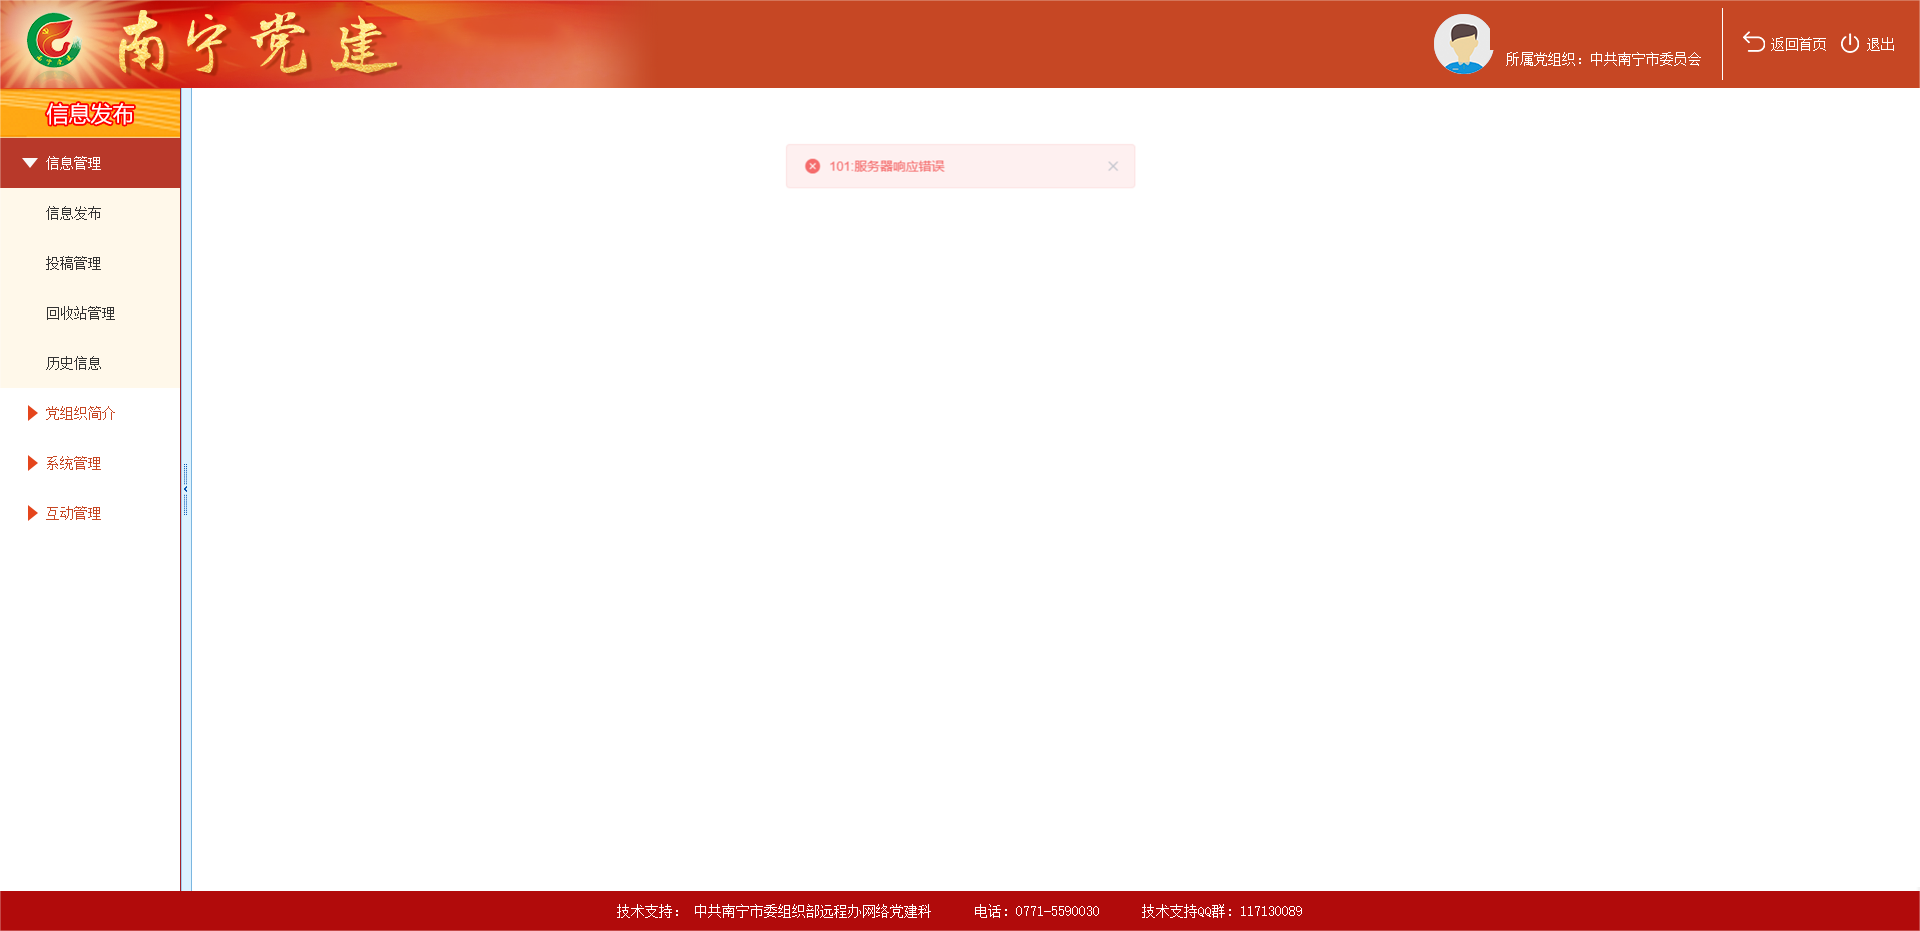 南宁党建
所属党组织：中共南宁市委员会
返回首页
退出
信息发布
信息管理
信息发布
投稿管理
回收站管理
历史信息
党组织简介
系统管理
互动管理
101:服务器响应错误
技术支持： 中共南宁市委组织部远程办网络党建科 电话：0771-5590030 技术支持QQ群：117130089